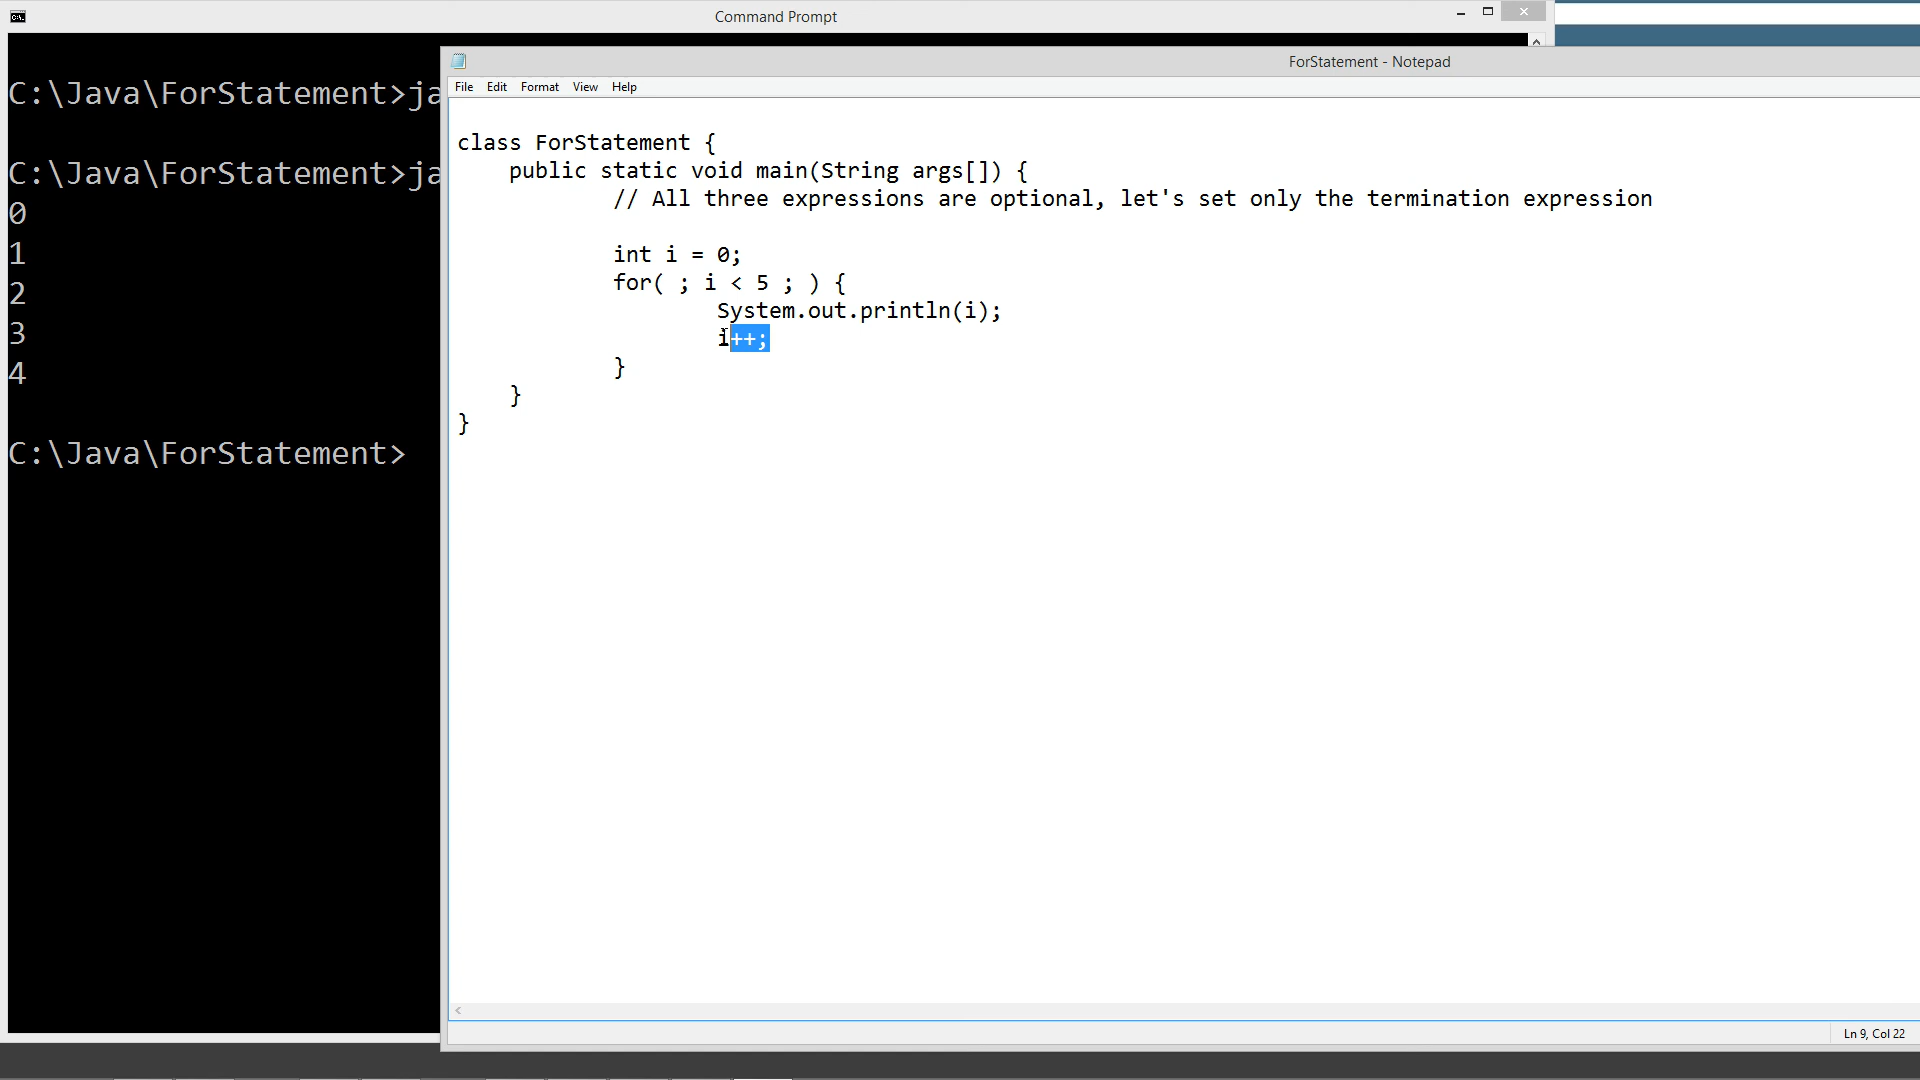 Command Prompt
C:\Java\ForStatement>ja
C:\Java\ForStatement>ja
0
1
2
3
4
C:\Java\ForStatement>
ForStatement - Notepad
File Edit Format View Help
class ForStatement {
public static void main(String args[]) {
// All three expressions are optional, let's set only the termination expression
int i = 0;
for( ; i < 5 ; ) {
System.out.println(i);
i++;
}
}
}
Ln 9, Col 22